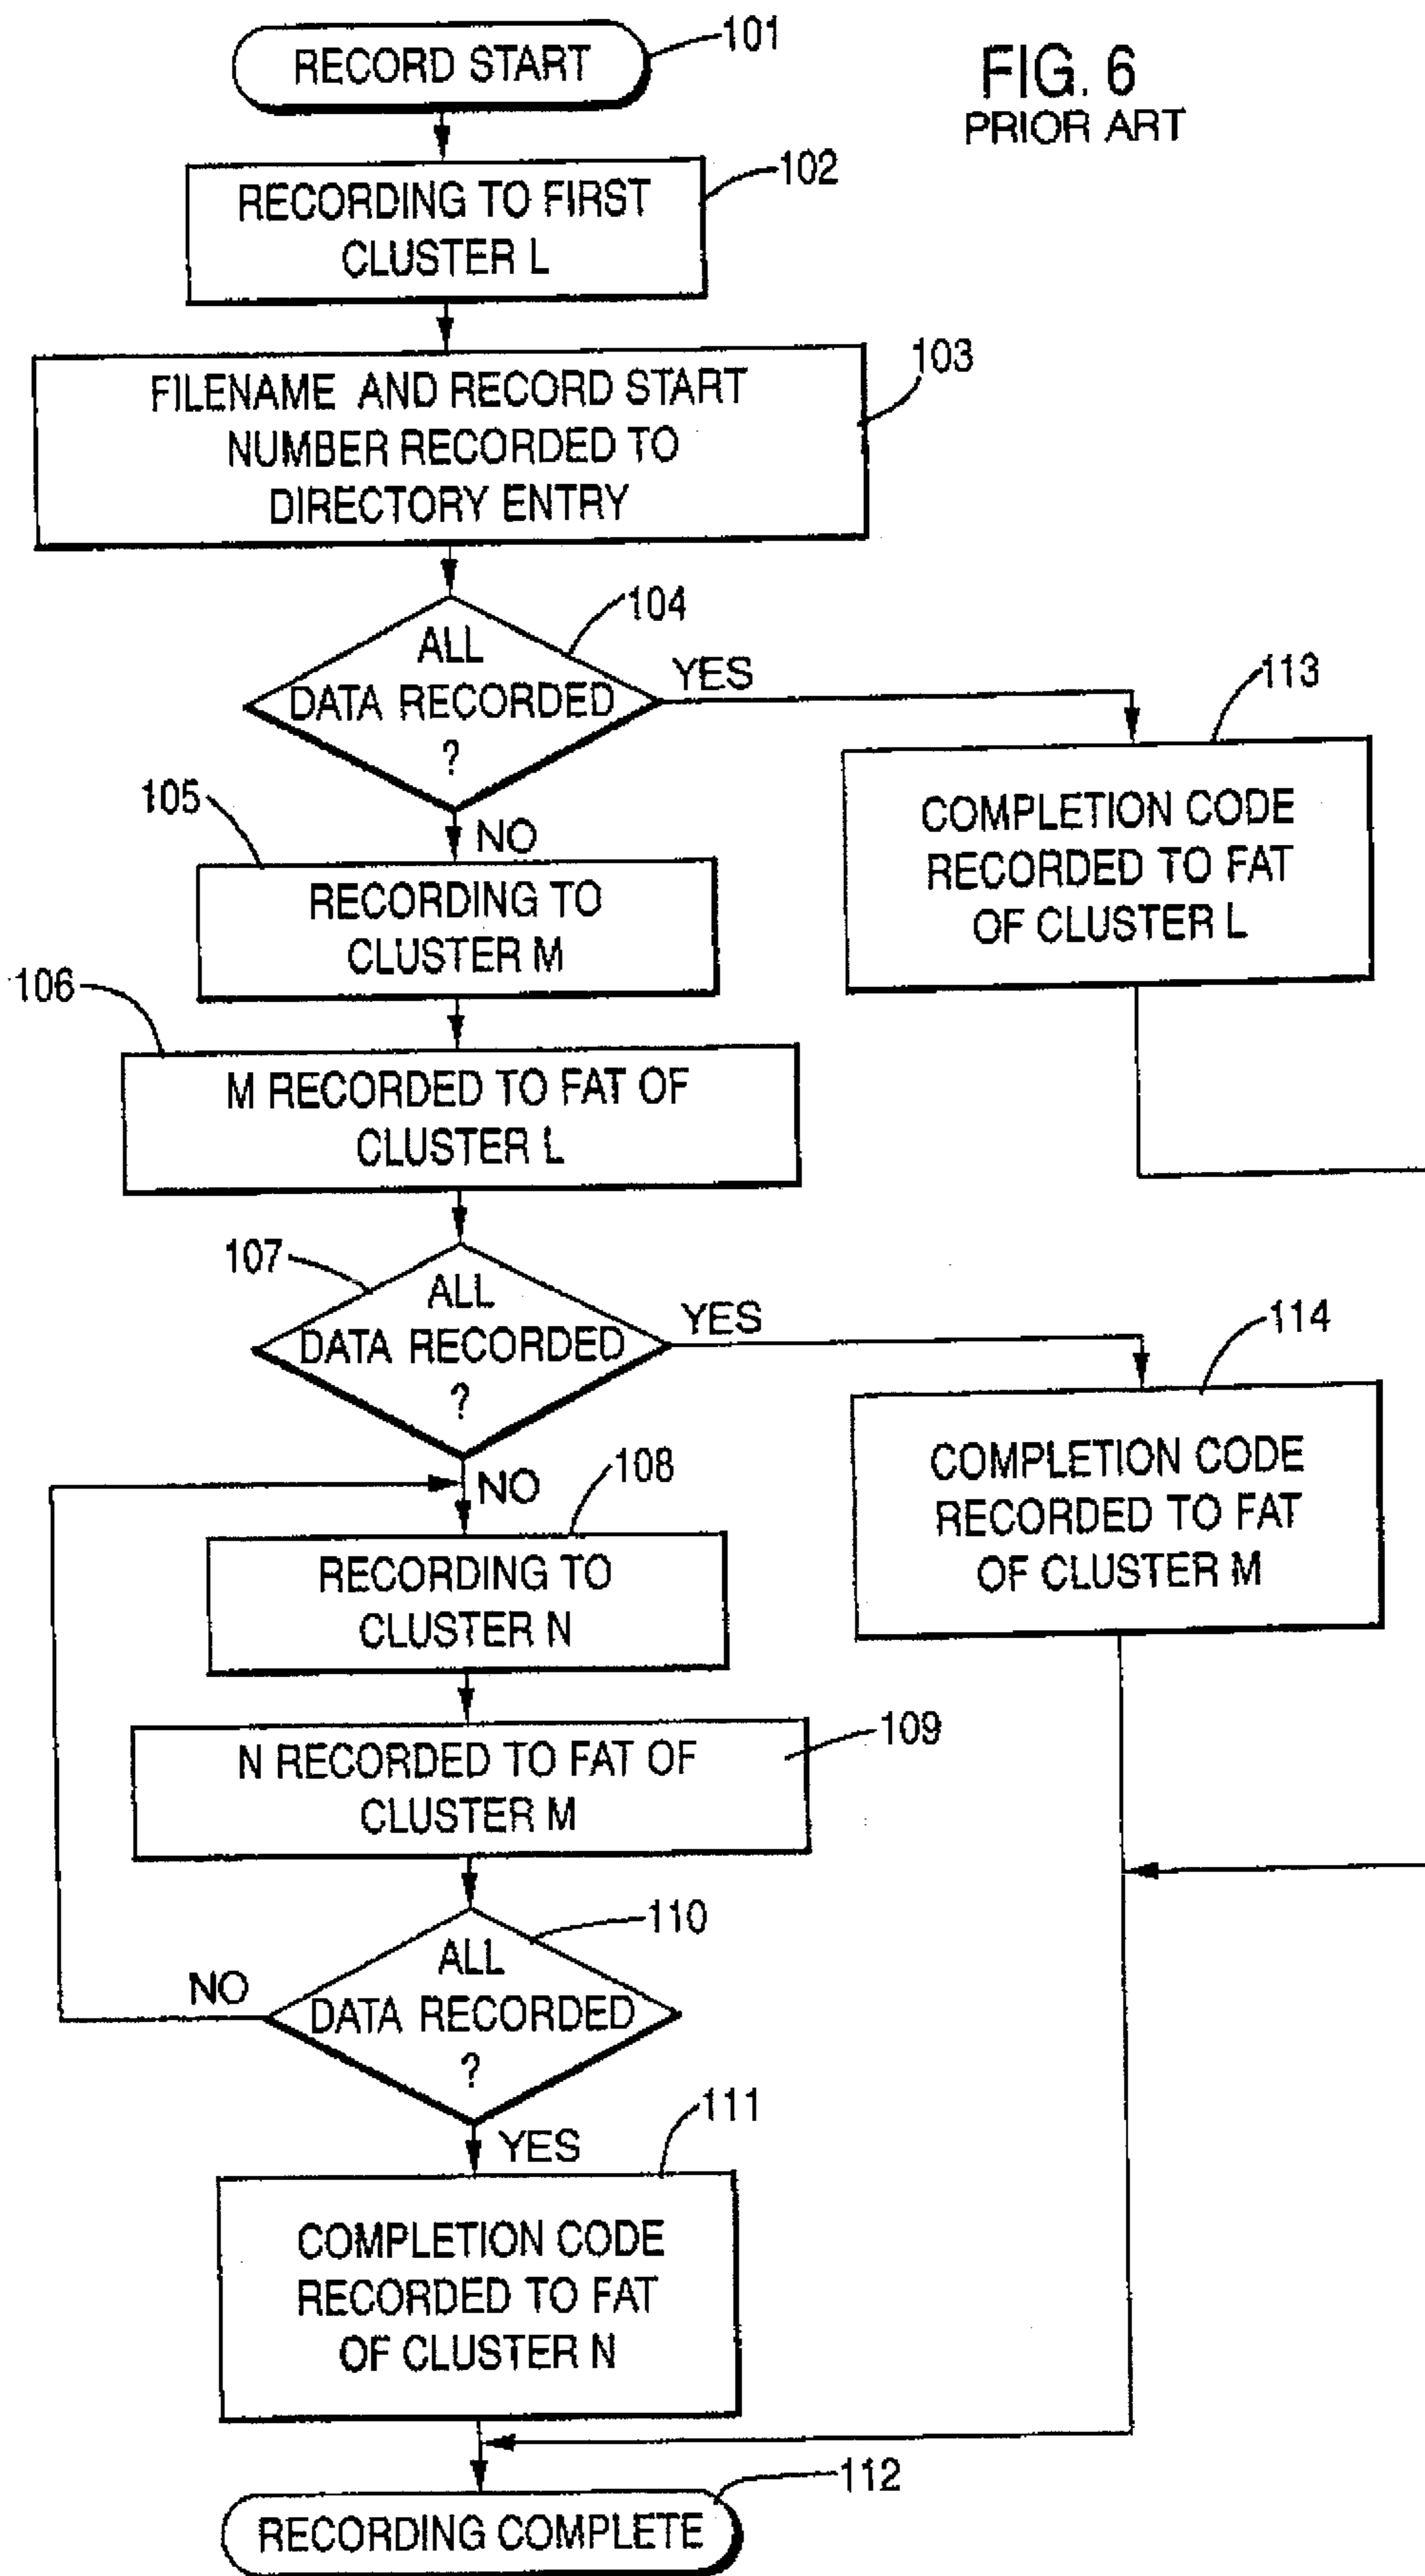 101
RECORD START
FIG. 6
PRIOR ART
102
RECORDING TO FIRST
CLUSTER L
103
FILENAME AND RECORD START
NUMBER RECORDED TO
DIRECTORY ENTRY
104
ALL
DATA RECORDED
?
YES
NO
113
COMPLETION CODE
RECORDED TO FAT
OF CLUSTER L
105
RECORDING TO
CLUSTER M
106
M RECORDED TO FAT OF
CLUSTER L
107
ALL
DATA RECORDED
?
YES
NO
114
COMPLETION CODE
RECORDED TO FAT
OF CLUSTER M
108
RECORDING TO
CLUSTER N
109
N RECORDED TO FAT OF
CLUSTER M
110
ALL
DATA RECORDED
?
NO
YES
111
COMPLETION CODE
RECORDED TO FAT
OF CLUSTER N
112
RECORDING COMPLETE